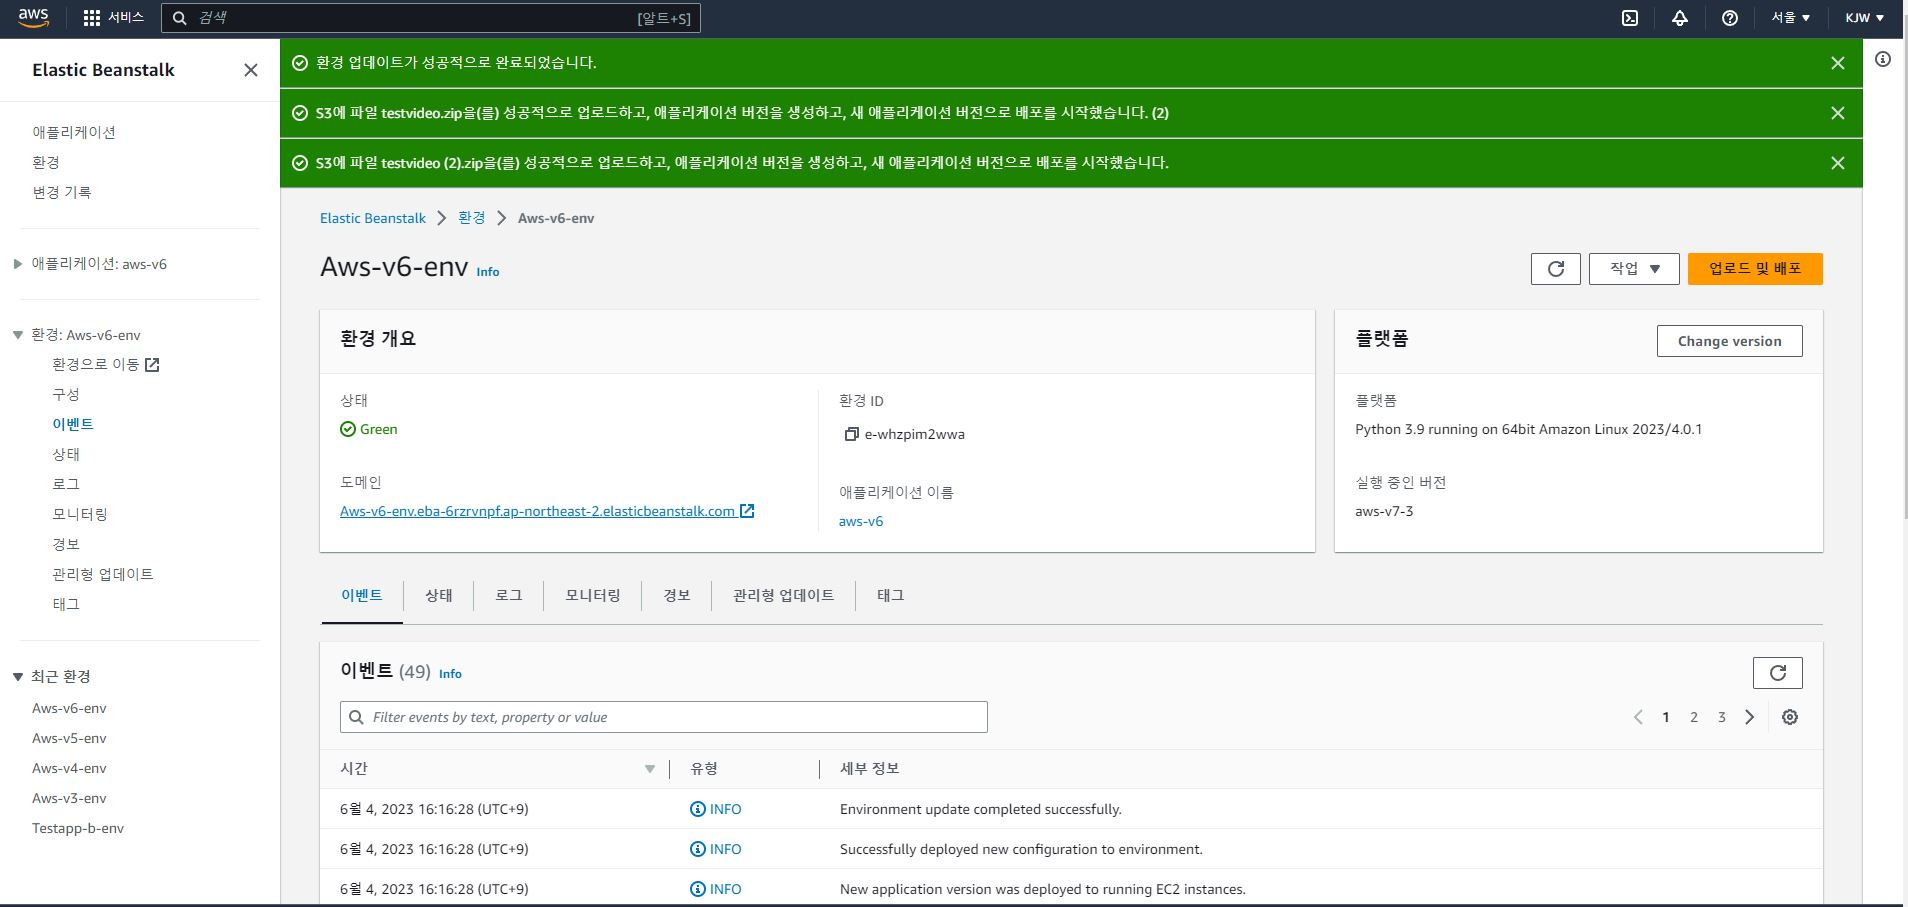 aws 서비스 검색 [알트+S] 서울 ▼ KJW ▼
Elastic Beanstalk
애플리케이션
환경
변경 기록
애플리케이션: aws-v6
환경: Aws-v6-env
환경으로 이동
구성
이벤트
상태
로그
모니터링
경보
관리형 업데이트
태그
최근 환경
Aws-v6-env
Aws-v5-env
Aws-v4-env
Aws-v3-env
Testapp-b-env
환경 업데이트가 성공적으로 완료되었습니다.
S3에 파일 testvideo.zip을(를) 성공적으로 업로드하고, 애플리케이션 버전을 생성하고, 새 애플리케이션 버전으로 배포를 시작했습니다. (2)
S3에 파일 testvideo (2).zip을(를) 성공적으로 업로드하고, 애플리케이션 버전을 생성하고, 새 애플리케이션 버전으로 배포를 시작했습니다.
Elastic Beanstalk > 환경 > Aws-v6-env
Aws-v6-env Info
작업 ▼ 업로드 및 배포
환경 개요
상태
Green
도메인
Aws-v6-env.eba-6rzrvnpf.ap-northeast-2.elasticbeanstalk.com
환경 ID
e-whzpim2wwa
애플리케이션 이름
aws-v6
플랫폼
Change version
플랫폼
Python 3.9 running on 64bit Amazon Linux 2023/4.0.1
실행 중인 버전
aws-v7-3
이벤트 상태 로그 모니터링 경보 관리형 업데이트 태그
이벤트 (49) Info
Filter events by text, property or value
1 2 3
시간 유형 세부 정보
6월 4, 2023 16:16:28 (UTC+9) INFO Environment update completed successfully.
6월 4, 2023 16:16:28 (UTC+9) INFO Successfully deployed new configuration to environment.
6월 4, 2023 16:16:28 (UTC+9) INFO New application version was deployed to running EC2 instances.